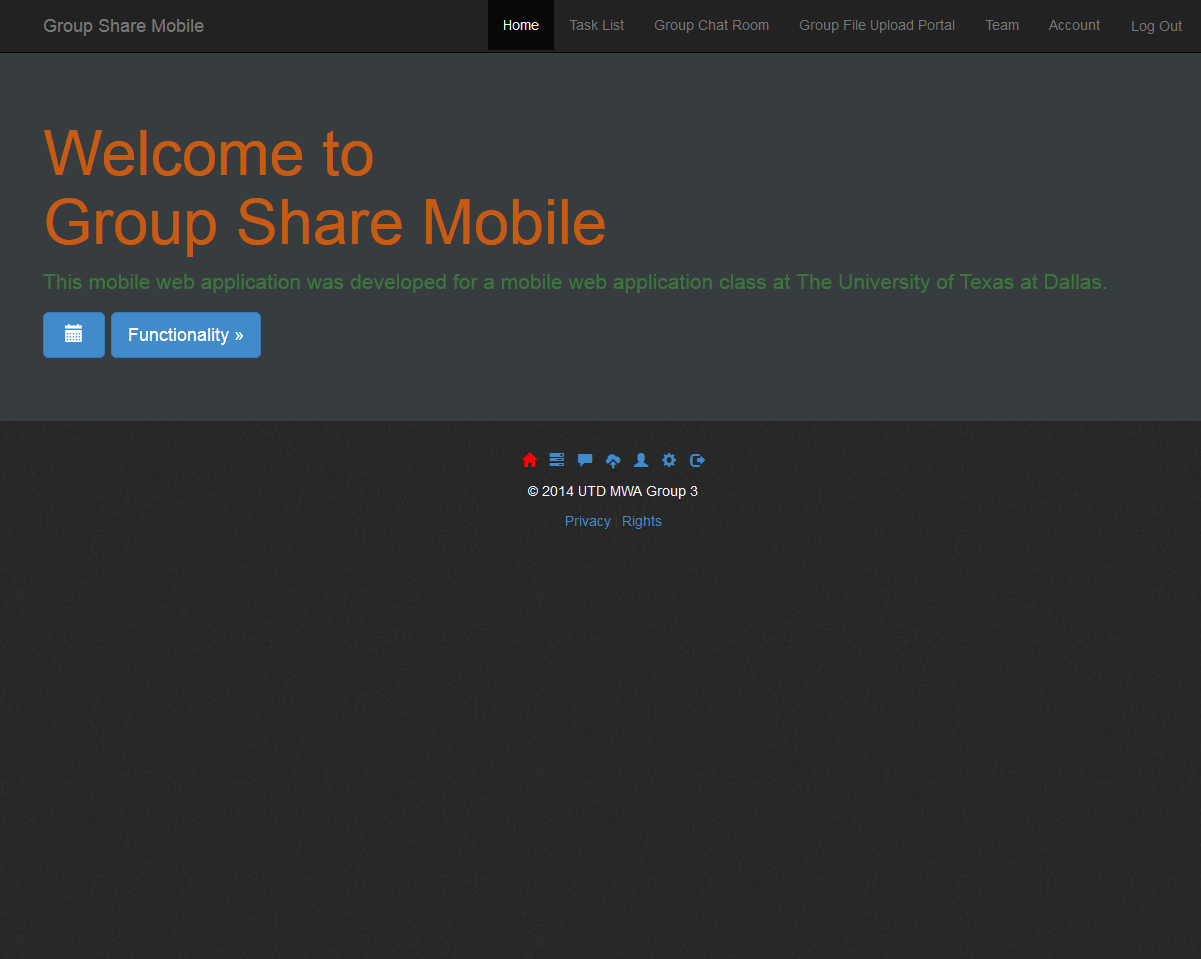 Group Share Mobile
Home Task List Group Chat Room Group File Upload Portal Team Account Log Out
Welcome to
Group Share Mobile
This mobile web application was developed for a mobile web application class at The University of Texas at Dallas.
Functionality »
© 2014 UTD MWA Group 3
Privacy Rights